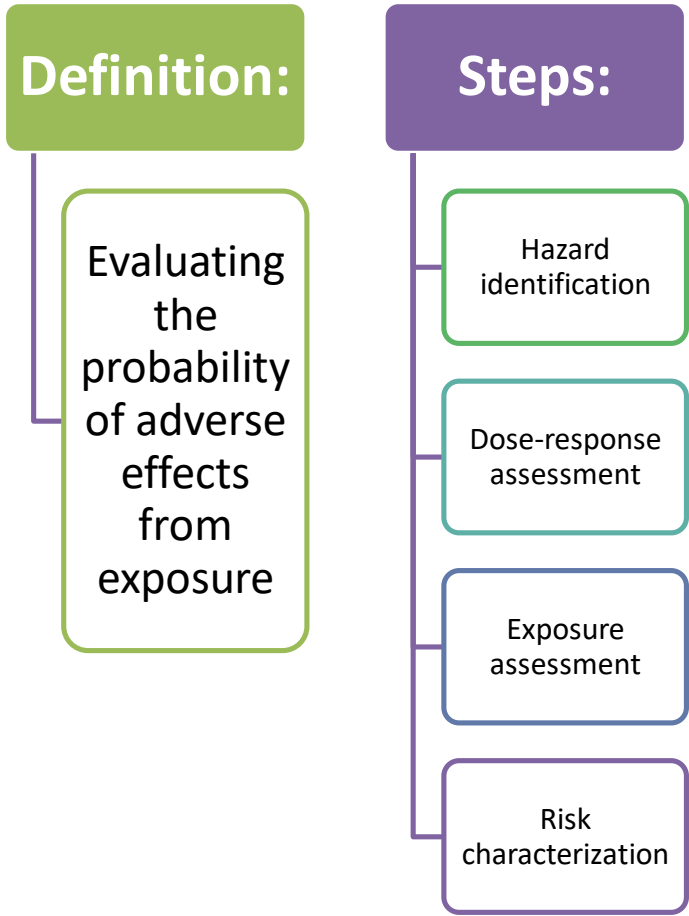 Definition:
Evaluating
the
probability
of adverse
effects
from
exposure
Steps:
Hazard
identification
Dose-response
assessment
Exposure
assessment
Risk
characterization